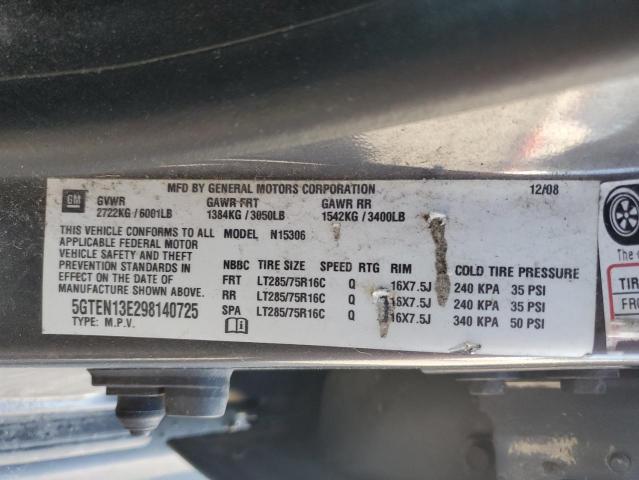 MFD BY GENERAL MOTORS CORPORATION 12/08
GM GVWR GAWR FRT GAWR RR
2722KG/6001LB 1384KG/3050LB 1542KG/3400LB
THIS VEHICLE CONFORMS TO ALL MODEL N15306
APPLICABLE FEDERAL MOTOR
VEHICLE SAFETY AND THEFT
PREVENTION STANDARDS IN
EFFECT ON THE DATE OF
MANUFACTURE SHOWN ABOVE
5GTEN13E298140725
TYPE: M.P.V.
NBBC TIRE SIZE SPEED RTG RIM COLD TIRE PRESSURE
FRT LT285/75R16C Q 16X7.5J 240 KPA 35 PSI
RR LT285/75R16C Q 16X7.5J 240 KPA 35 PSI
SPA LT285/75R16C Q 16X7.5J 340 KPA 50 PSI
The
TIR
FR